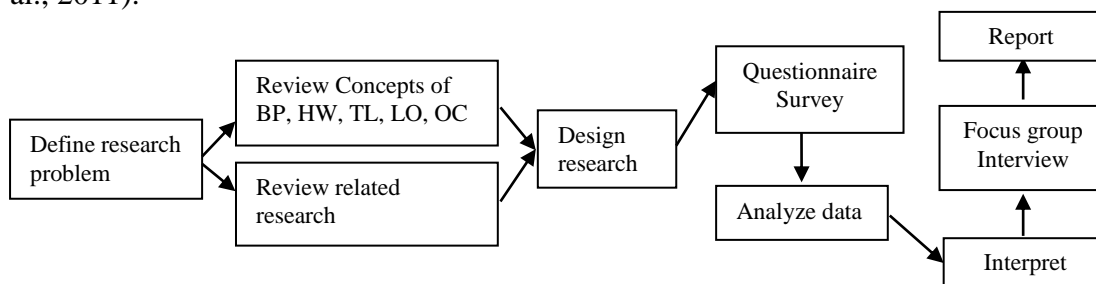 al., 2011).
Define research
problem
Review Concepts of
BP, HW, TL, LO, OC
Review related
research
Design
research
Questionnaire
Survey
Analyze data
Interpret
Focus group
Interview
Report